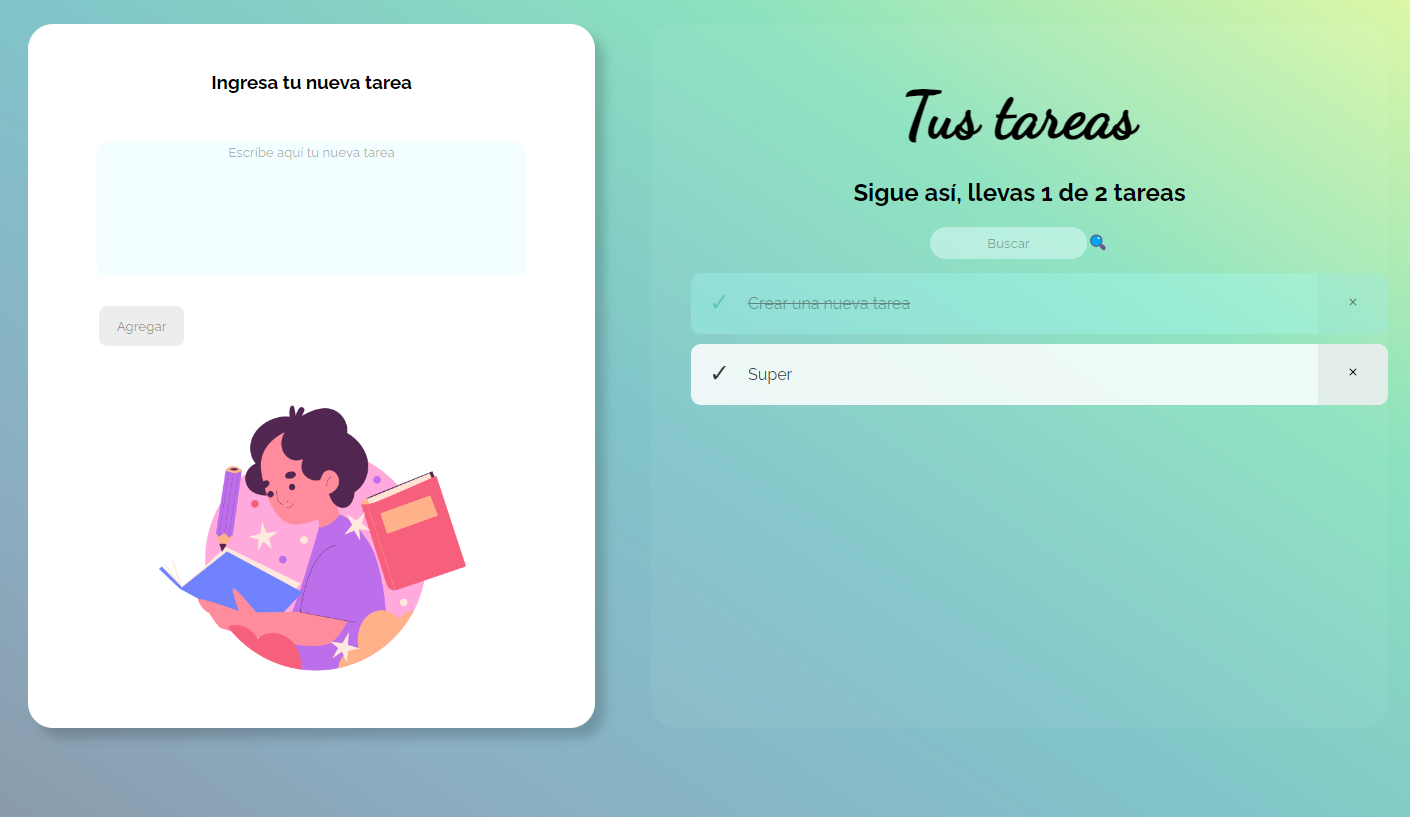 Ingresa tu nueva tarea
Escribe aquí tu nueva tarea
Agregar
Tus tareas
Sigue así, llevas 1 de 2 tareas
Buscar
✓ Crear una nueva tarea ×
✓ Super ×